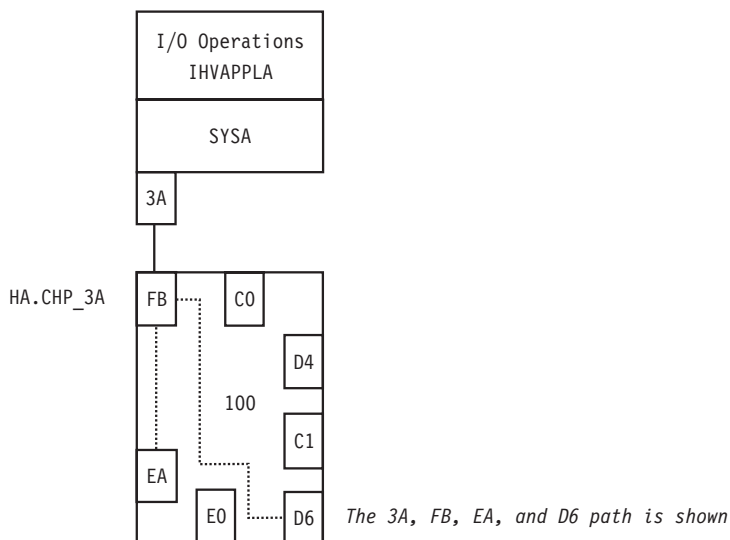 I/O Operations
IHVAPPLA
SYSA
3A
HA.CHP_3A
FB
C0
D4
100
C1
EA
E0
D6
The 3A, FB, EA, and D6 path is shown